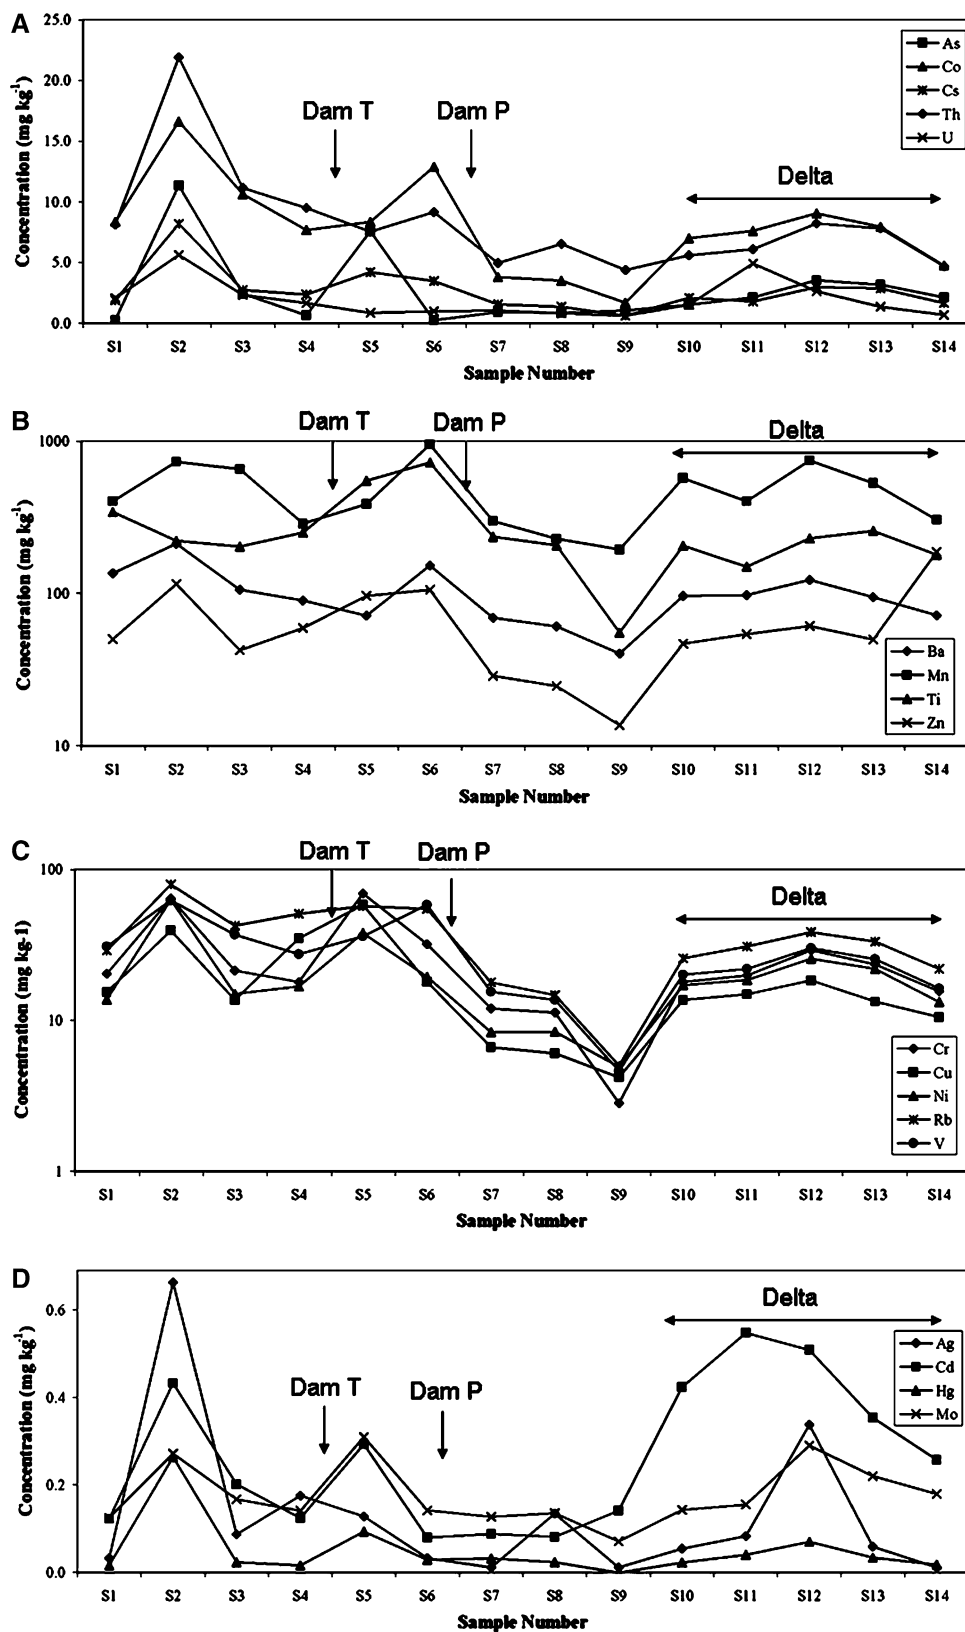 A
Concentration (mg kg-1)
25.0
20.0
15.0
10.0
5.0
0.0
Dam T
Dam P
Delta
As
Co
Cs
Th
U
S1 S2 S3 S4 S5 S6 S7 S8 S9 S10 S11 S12 S13 S14
Sample Number
B
Concentration (mg kg-1)
1000
100
10
Dam T
Dam P
Delta
Ba
Mn
Ti
Zn
S1 S2 S3 S4 S5 S6 S7 S8 S9 S10 S11 S12 S13 S14
Sample Number
C
Concentration (mg kg-1)
100
10
1
Dam T
Dam P
Delta
Cr
Cu
Ni
Rb
V
S1 S2 S3 S4 S5 S6 S7 S8 S9 S10 S11 S12 S13 S14
Sample Number
D
Concentration (mg kg-1)
0.6
0.4
0.2
0.0
Dam T
Dam P
Delta
Ag
Cd
Hg
Mo
S1 S2 S3 S4 S5 S6 S7 S8 S9 S10 S11 S12 S13 S14
Sample Number